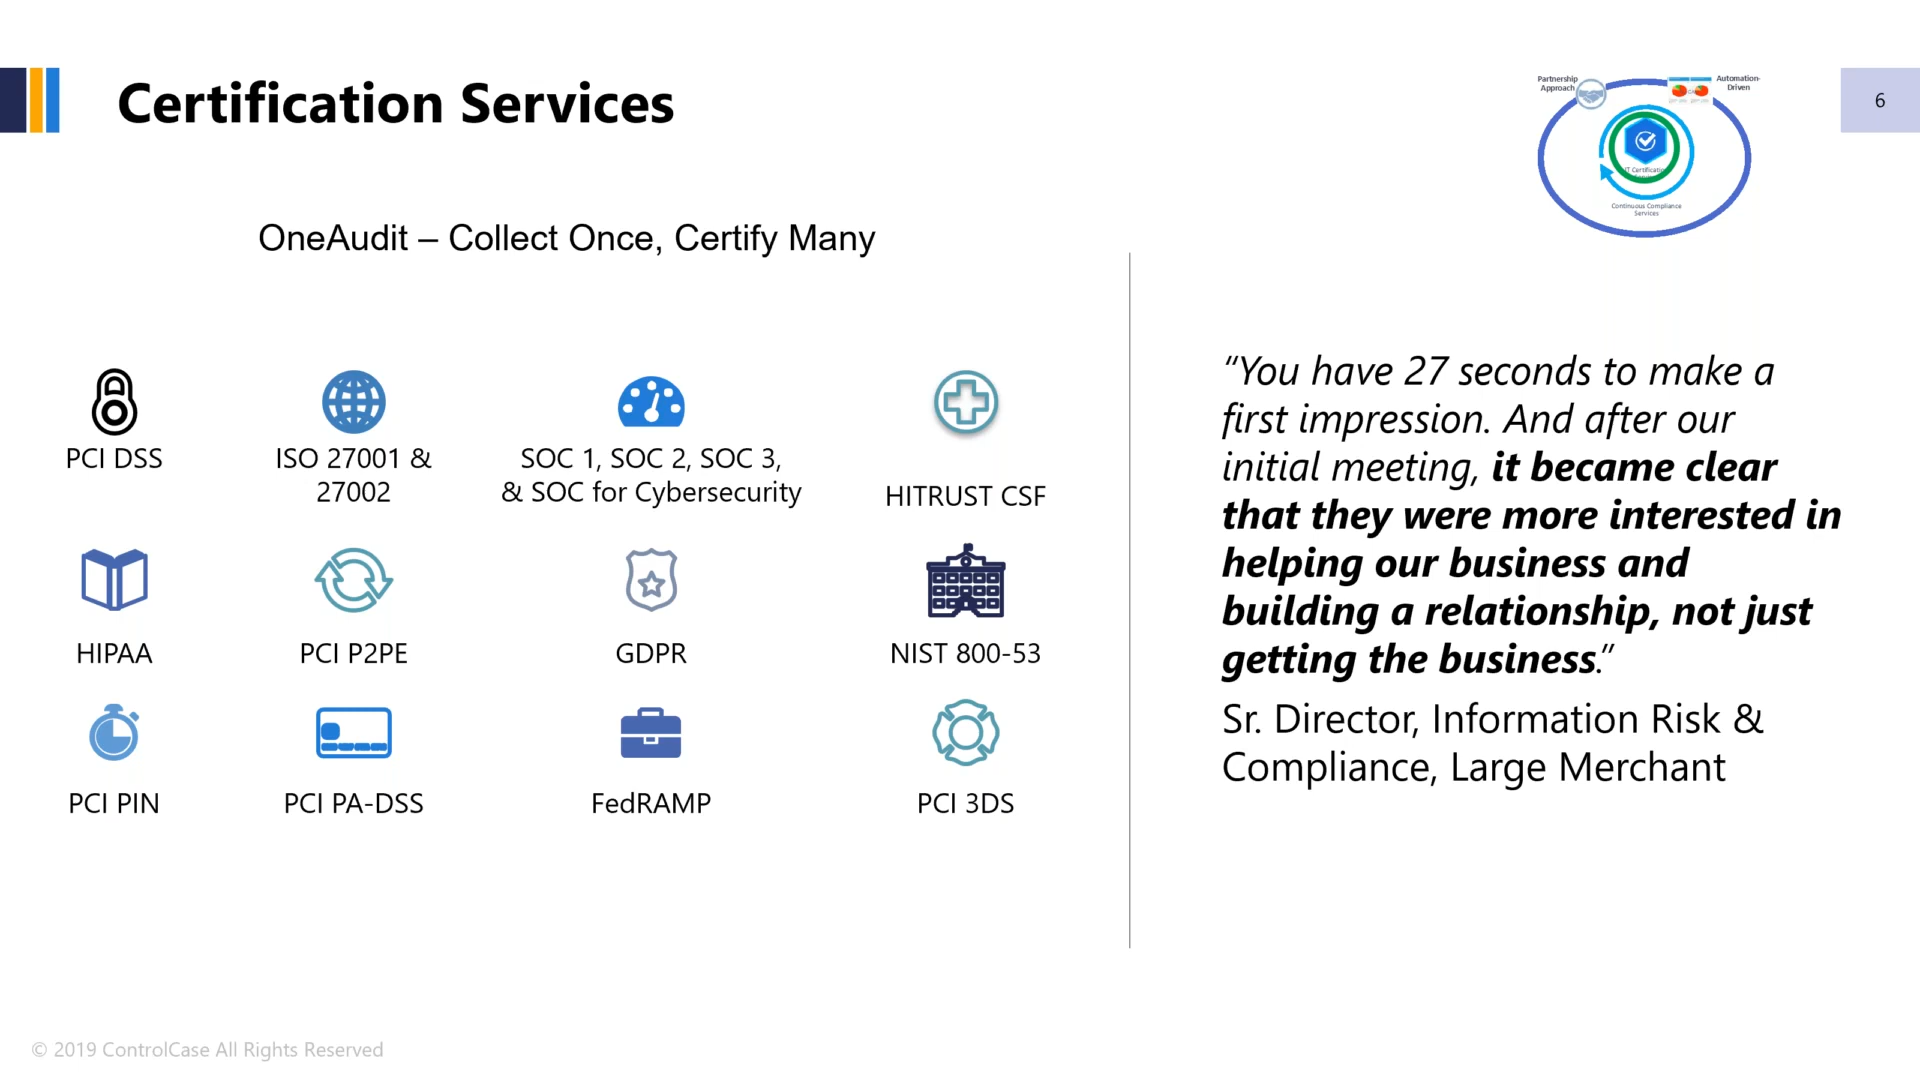 Certification Services
Partnership
Approach
Automation-
Driven
6
IT Certification
Continuous Compliance
Services
OneAudit – Collect Once, Certify Many
PCI DSS
ISO 27001 &
27002
SOC 1, SOC 2, SOC 3,
& SOC for Cybersecurity
HITRUST CSF
HIPAA
PCI P2PE
GDPR
NIST 800-53
PCI PIN
PCI PA-DSS
FedRAMP
PCI 3DS
“You have 27 seconds to make a
first impression. And after our
initial meeting, it became clear
that they were more interested in
helping our business and
building a relationship, not just
getting the business.”
Sr. Director, Information Risk &
Compliance, Large Merchant
© 2019 ControlCase All Rights Reserved